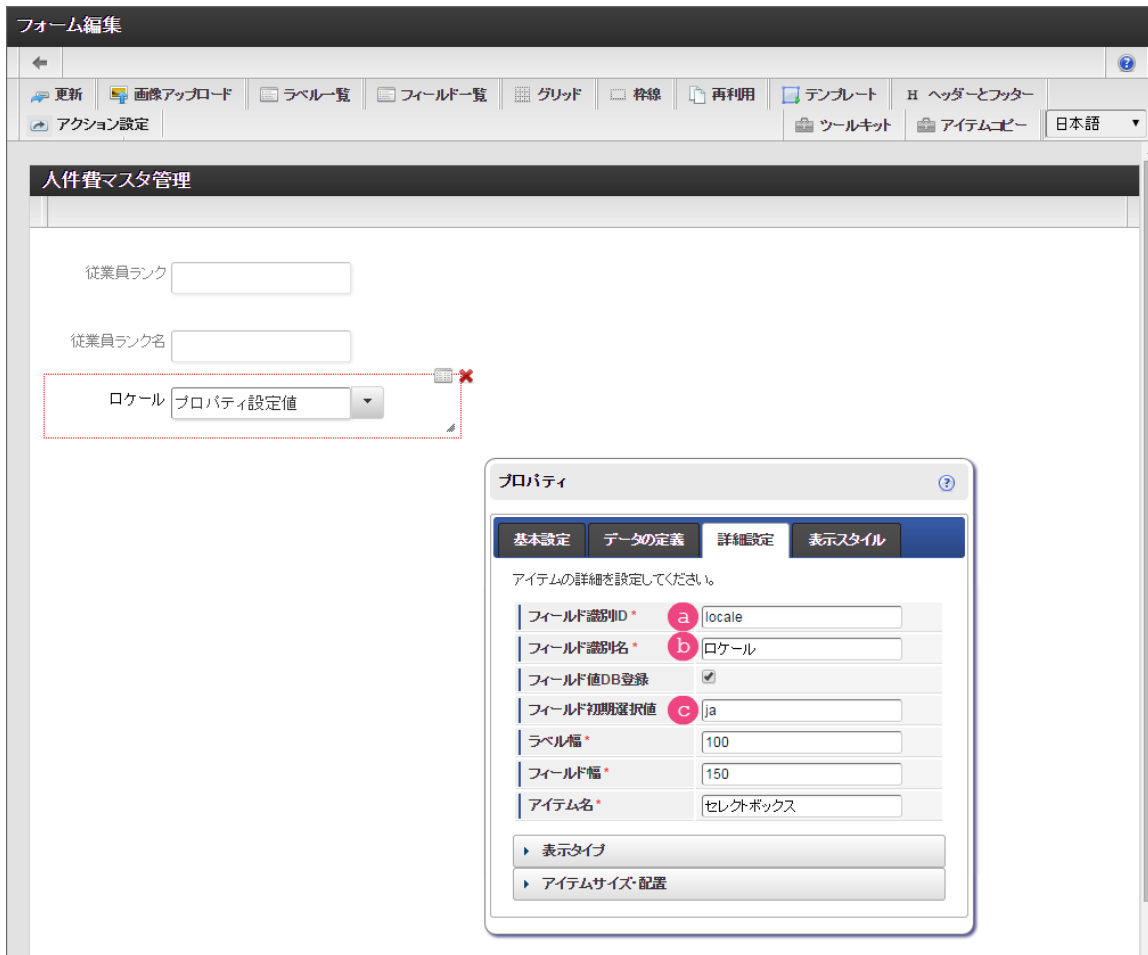 フォーム編集
更新 画像アップロード ラベル一覧 フィールド一覧 グリッド 枠線 再利用 テンプレート H ヘッダーとフッター
アクション設定 ツールキット アイテムコピー 日本語
人件費マスタ管理
従業員ランク
従業員ランク名
ロケール プロパティ設定値
プロパティ
基本設定 データの定義 詳細設定 表示スタイル
アイテムの詳細を設定してください。
フィールド識別ID * a locale
フィールド識別名 * b ロケール
フィールド値DB登録
フィールド初期選択値 c ja
ラベル幅 * 100
フィールド幅 * 150
アイテム名 * セレクトボックス
表示タイプ
アイテムサイズ・配置